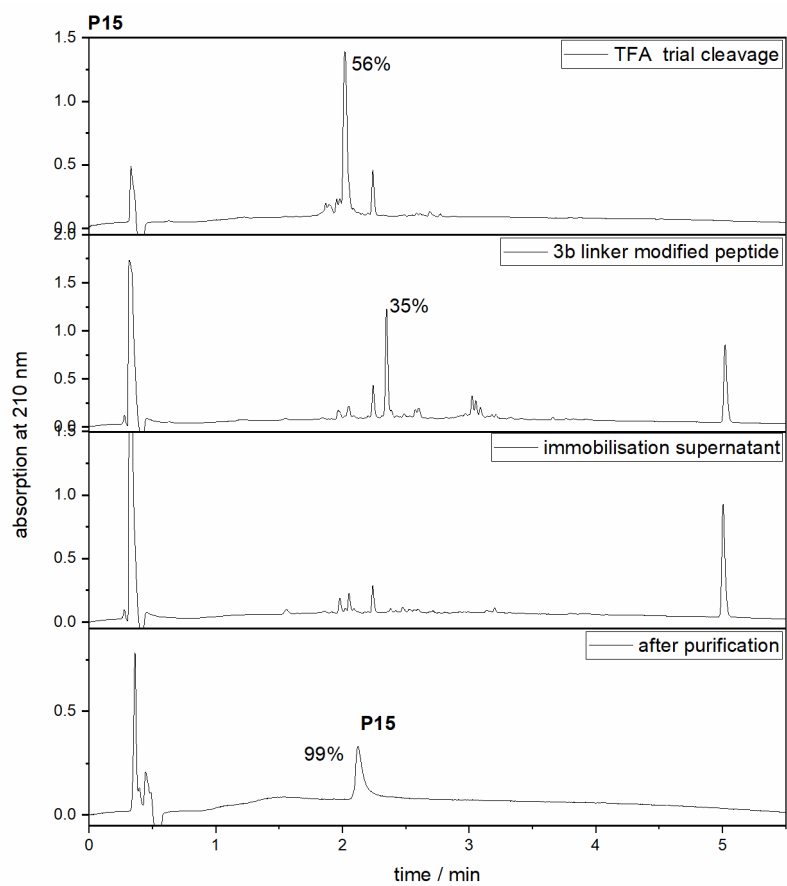 P15
TFA trial cleavage
56%
1.5
1.0
0.5
0.0
3b linker modified peptide
35%
2.0
1.5
1.0
0.5
0.0
immobilisation supernatant
1.5
1.0
0.5
0.0
after purification
P15
99%
0.5
0.0
0 1 2 3 4 5
time / min
absorption at 210 nm